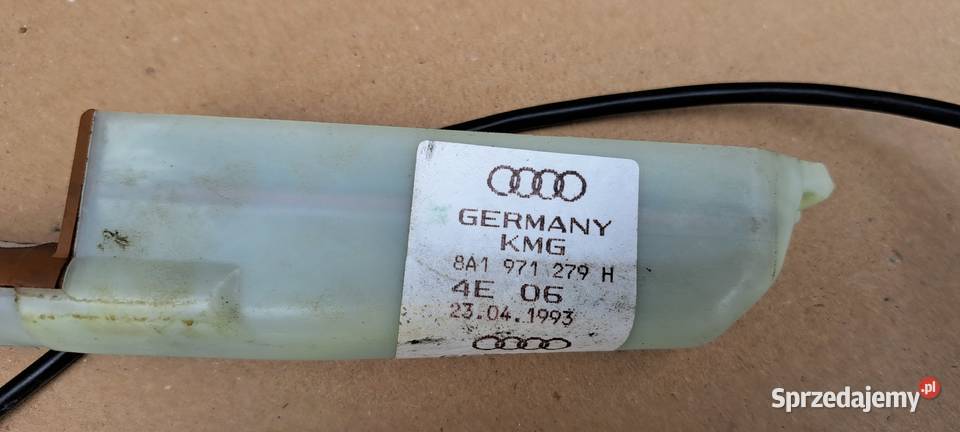 GERMANY
KMG
8A1 971 279 H
4E 06
23.04.1993
Sprzedajemy.pl